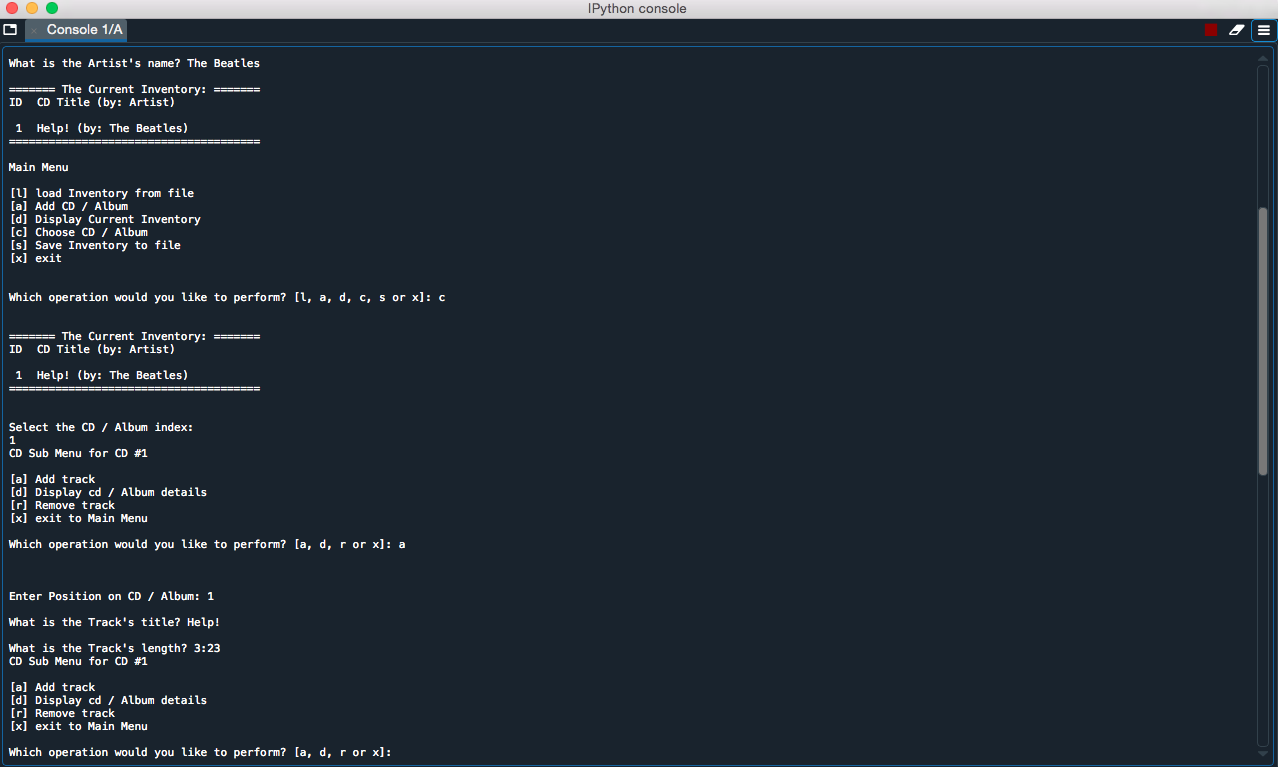 IPython console
Console 1/A
What is the Artist's name? The Beatles
======= The Current Inventory: =======
ID  CD Title (by: Artist)
1  Help! (by: The Beatles)
======================================
Main Menu
[l] load Inventory from file
[a] Add CD / Album
[d] Display Current Inventory
[c] Choose CD / Album
[s] Save Inventory to file
[x] exit
Which operation would you like to perform? [l, a, d, c, s or x]: c
======= The Current Inventory: =======
ID  CD Title (by: Artist)
1  Help! (by: The Beatles)
======================================
Select the CD / Album index:
1
CD Sub Menu for CD #1
[a] Add track
[d] Display cd / Album details
[r] Remove track
[x] exit to Main Menu
Which operation would you like to perform? [a, d, r or x]: a
Enter Position on CD / Album: 1
What is the Track's title? Help!
What is the Track's length? 3:23
CD Sub Menu for CD #1
[a] Add track
[d] Display cd / Album details
[r] Remove track
[x] exit to Main Menu
Which operation would you like to perform? [a, d, r or x]: